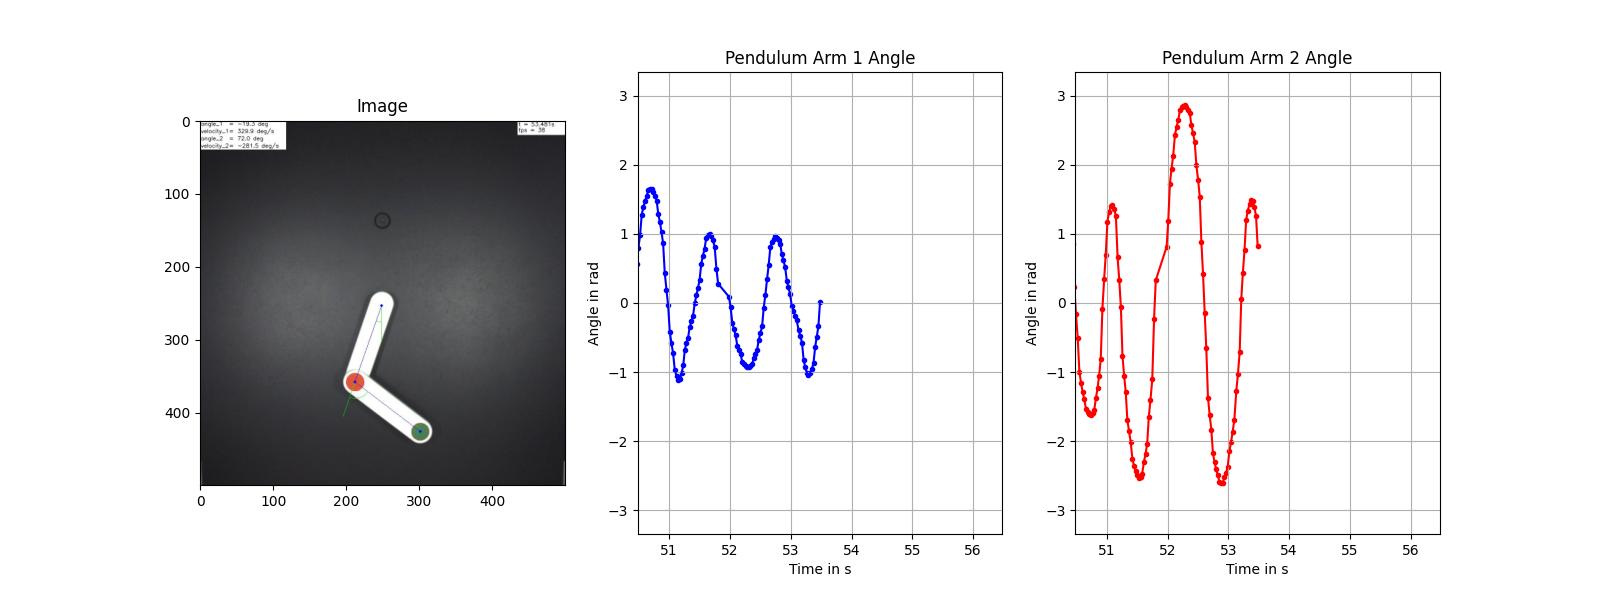 Image
angle_1 = -19.3 deg
velocity_1= 329.9 deg/s
angle_2 = 72.0 deg
velocity_2= -281.5 deg/s
t = 53.481s
fps = 38
0
100
200
300
400
0 100 200 300 400
Pendulum Arm 1 Angle
Angle in rad
3
2
1
0
−1
−2
−3
51 52 53 54 55 56
Time in s
Pendulum Arm 2 Angle
Angle in rad
3
2
1
0
−1
−2
−3
51 52 53 54 55 56
Time in s